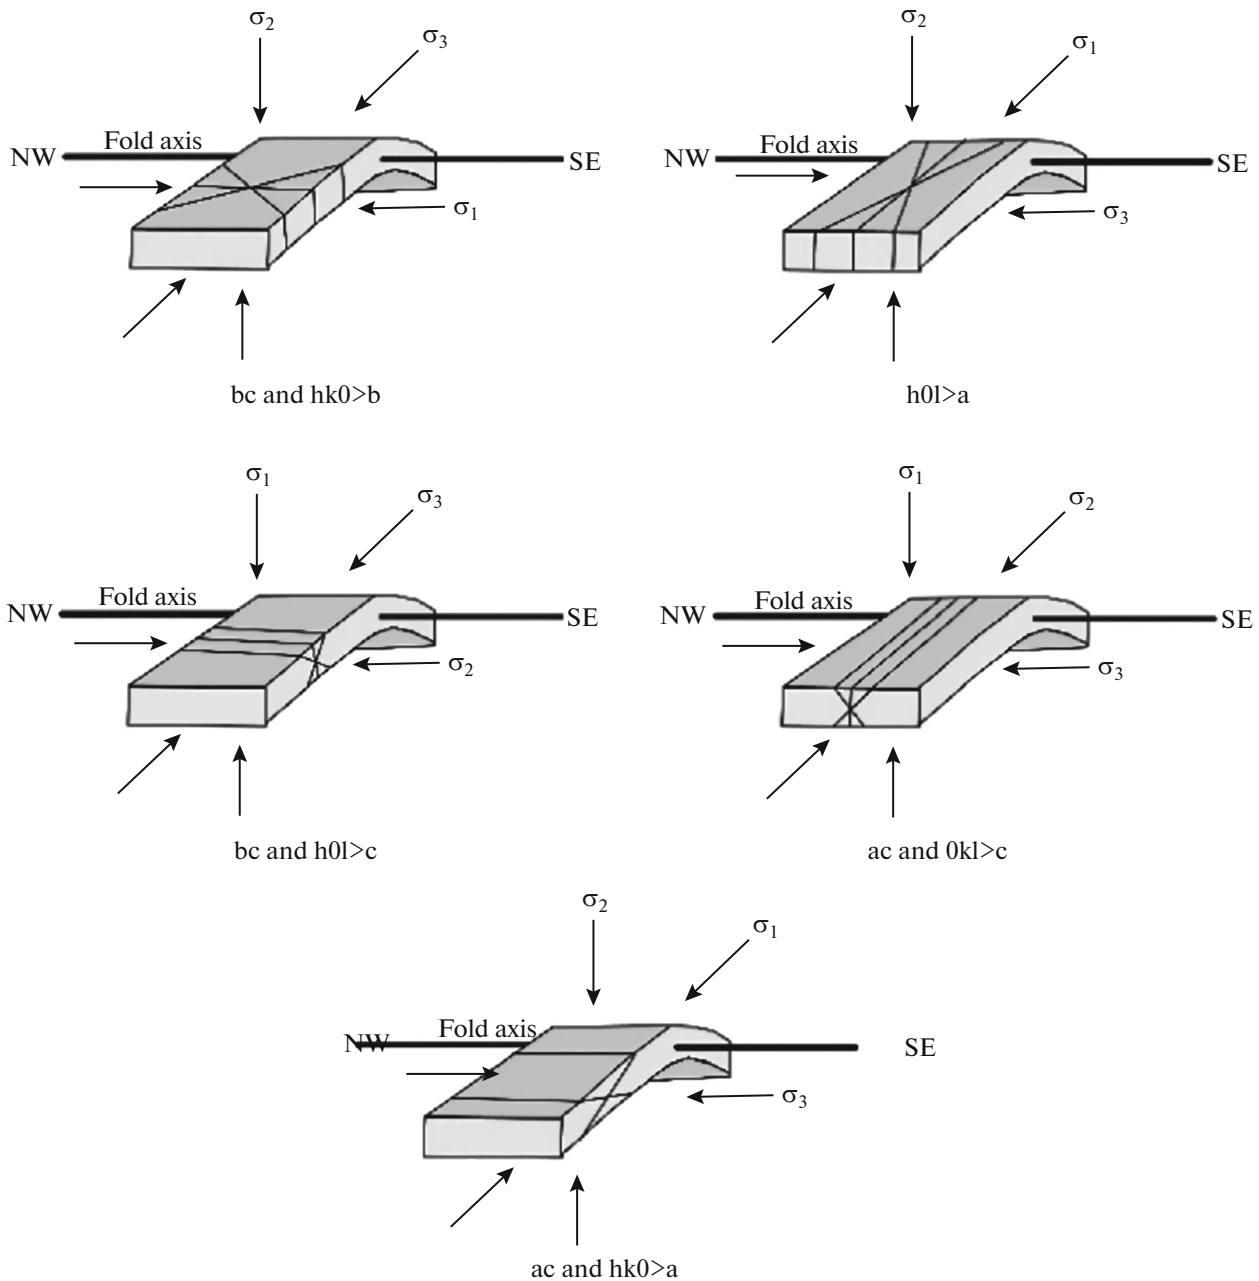 σ2
σ3
NW Fold axis SE
σ1
bc and hk0>b
σ2
σ1
NW Fold axis SE
σ3
h0l>a
σ1
σ3
NW Fold axis SE
σ2
bc and h0l>c
σ1
σ2
NW Fold axis SE
σ3
ac and 0kl>c
σ2
σ1
NW Fold axis SE
σ3
ac and hk0>a